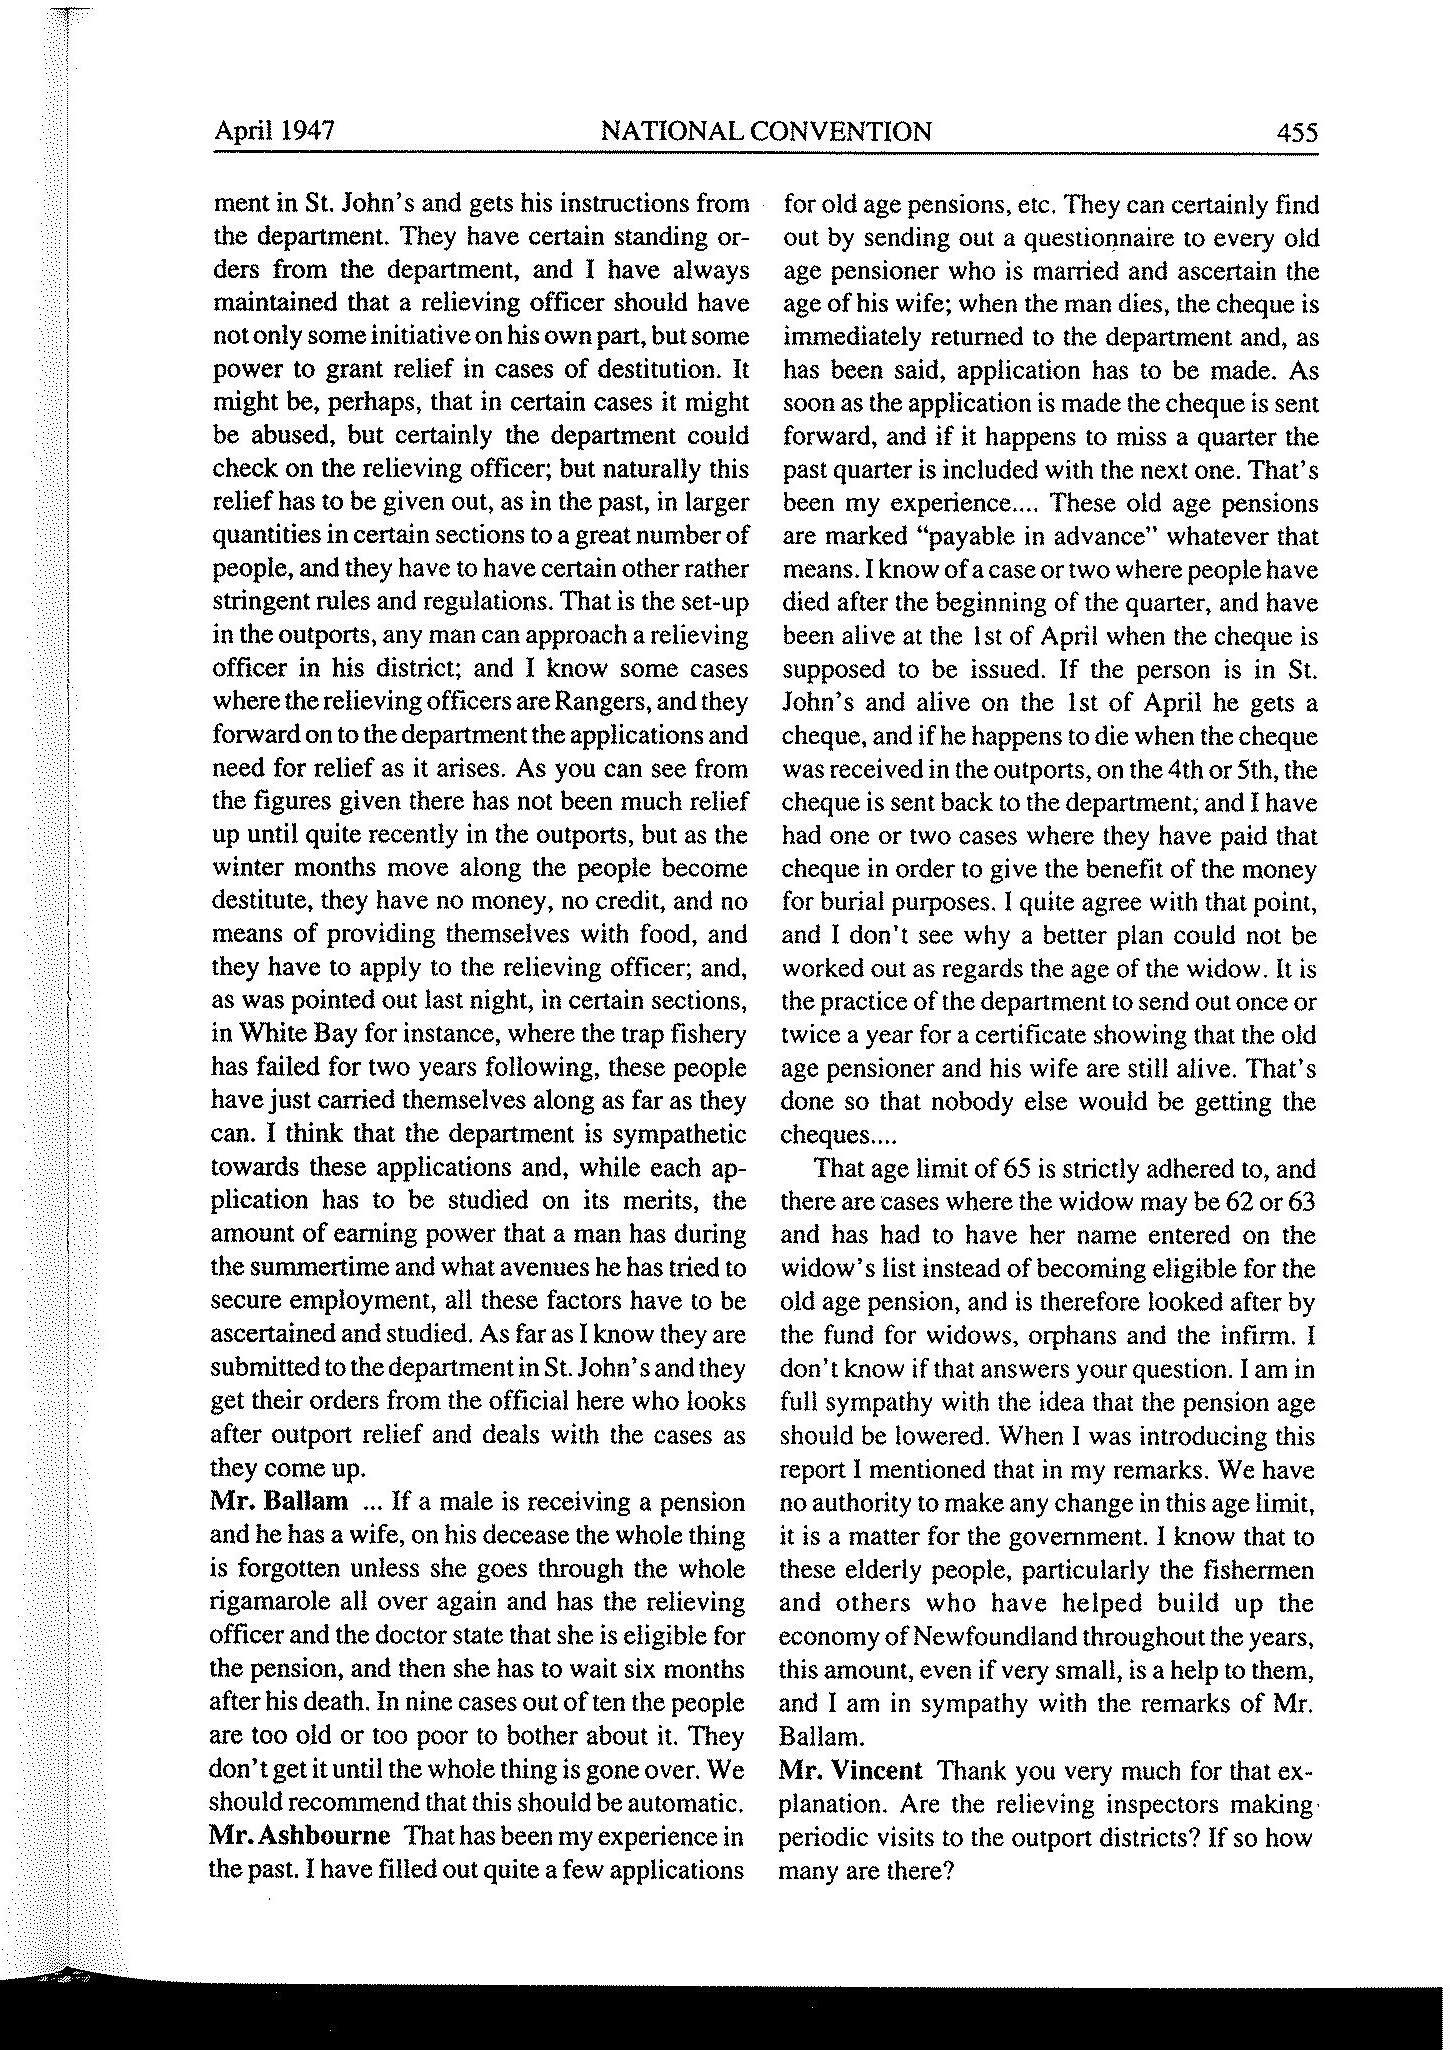 April 1947
NATIONAL CONVENTION
455
ment in St. John's and gets his instructions from
the department. They have certain standing or-
ders from the department, and I have always
maintained that a relieving officer should have
not only some initiative on his own part, but some
power to grant relief in cases of destitution. It
might be, perhaps, that in certain cases it might
be abused, but certainly the department could
check on the relieving officer; but naturally this
relief has to be given out, as in the past, in larger
quantities in certain sections to a great number of
people, and they have to have certain other rather
stringent rules and regulations. That is the set-up
in the outports, any man can approach a relieving
officer in his district; and I know some cases
where the relieving officers are Rangers, and they
forward on to the department the applications and
need for relief as it arises. As you can see from
the figures given there has not been much relief
up until quite recently in the outports, but as the
winter months move along the people become
destitute, they have no money, no credit, and no
means of providing themselves with food, and
they have to apply to the relieving officer; and,
as was pointed out last night, in certain sections,
in White Bay for instance, where the trap fishery
has failed for two years following, these people
have just carried themselves along as far as they
can. I think that the department is sympathetic
towards these applications and, while each ap-
plication has to be studied on its merits, the
amount of earning power that a man has during
the summertime and what avenues he has tried to
secure employment, all these factors have to be
ascertained and studied. As far as I know they are
submitted to the department in St. John's and they
get their orders from the official here who looks
after outport relief and deals with the cases as
they come up.
Mr. Ballam ... If a male is receiving a pension
and he has a wife, on his decease the whole thing
is forgotten unless she goes through the whole
rigamarole all over again and has the relieving
officer and the doctor state that she is eligible for
the pension, and then she has to wait six months
after his death. In nine cases out of ten the people
are too old or too poor to bother about it. They
don't get it until the whole thing is gone over. We
should recommend that this should be automatic.
Mr. Ashbourne That has been my experience in
the past. I have filled out quite a few applications
for old age pensions, etc. They can certainly find
out by sending out a questionnaire to every old
age pensioner who is married and ascertain the
age of his wife; when the man dies, the cheque is
immediately returned to the department and, as
has been said, application has to be made. As
soon as the application is made the cheque is sent
forward, and if it happens to miss a quarter the
past quarter is included with the next one. That's
been my experience.... These old age pensions
are marked "payable in advance" whatever that
means. I know of a case or two where people have
died after the beginning of the quarter, and have
been alive at the 1st of April when the cheque is
supposed to be issued. If the person is in St.
John's and alive on the 1st of April he gets a
cheque, and if he happens to die when the cheque
was received in the outports, on the 4th or 5th, the
cheque is sent back to the department; and I have
had one or two cases where they have paid that
cheque in order to give the benefit of the money
for burial purposes. I quite agree with that point,
and I don't see why a better plan could not be
worked out as regards the age of the widow. It is
the practice of the department to send out once or
twice a year for a certificate showing that the old
age pensioner and his wife are still alive. That's
done so that nobody else would be getting the
cheques....
That age limit of 65 is strictly adhered to, and
there are cases where the widow may be 62 or 63
and has had to have her name entered on the
widow's list instead of becoming eligible for the
old age pension, and is therefore looked after by
the fund for widows, orphans and the infirm. I
don't know if that answers your question. I am in
full sympathy with the idea that the pension age
should be lowered. When I was introducing this
report I mentioned that in my remarks. We have
no authority to make any change in this age limit,
it is a matter for the government. I know that to
these elderly people, particularly the fishermen
and others who have helped build up the
economy of Newfoundland throughout the years,
this amount, even if very small, is a help to them,
and I am in sympathy with the remarks of Mr.
Ballam.
Mr. Vincent Thank you very much for that ex-
planation. Are the relieving inspectors making
periodic visits to the outport districts? If so how
many are there?